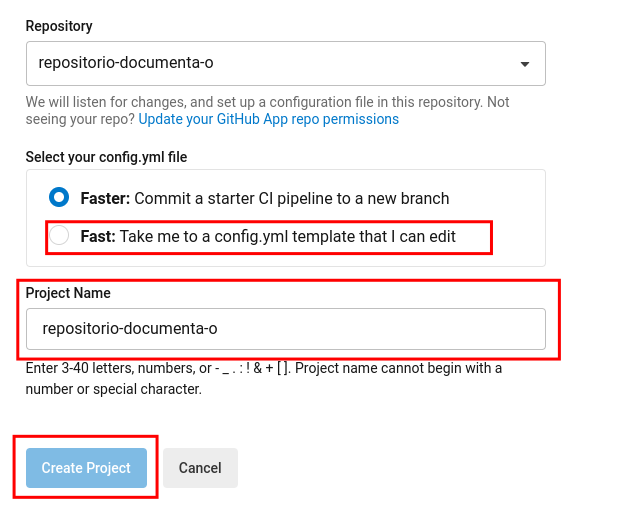 Repository
repositorio-documenta-o
We will listen for changes, and set up a configuration file in this repository. Not
seeing your repo? Update your GitHub App repo permissions
Select your config.yml file
Faster: Commit a starter CI pipeline to a new branch
Fast: Take me to a config.yml template that I can edit
Project Name
repositorio-documenta-o
Enter 3-40 letters, numbers, or - _ . : ! & + [ ]. Project name cannot begin with a
number or special character.
Create Project Cancel